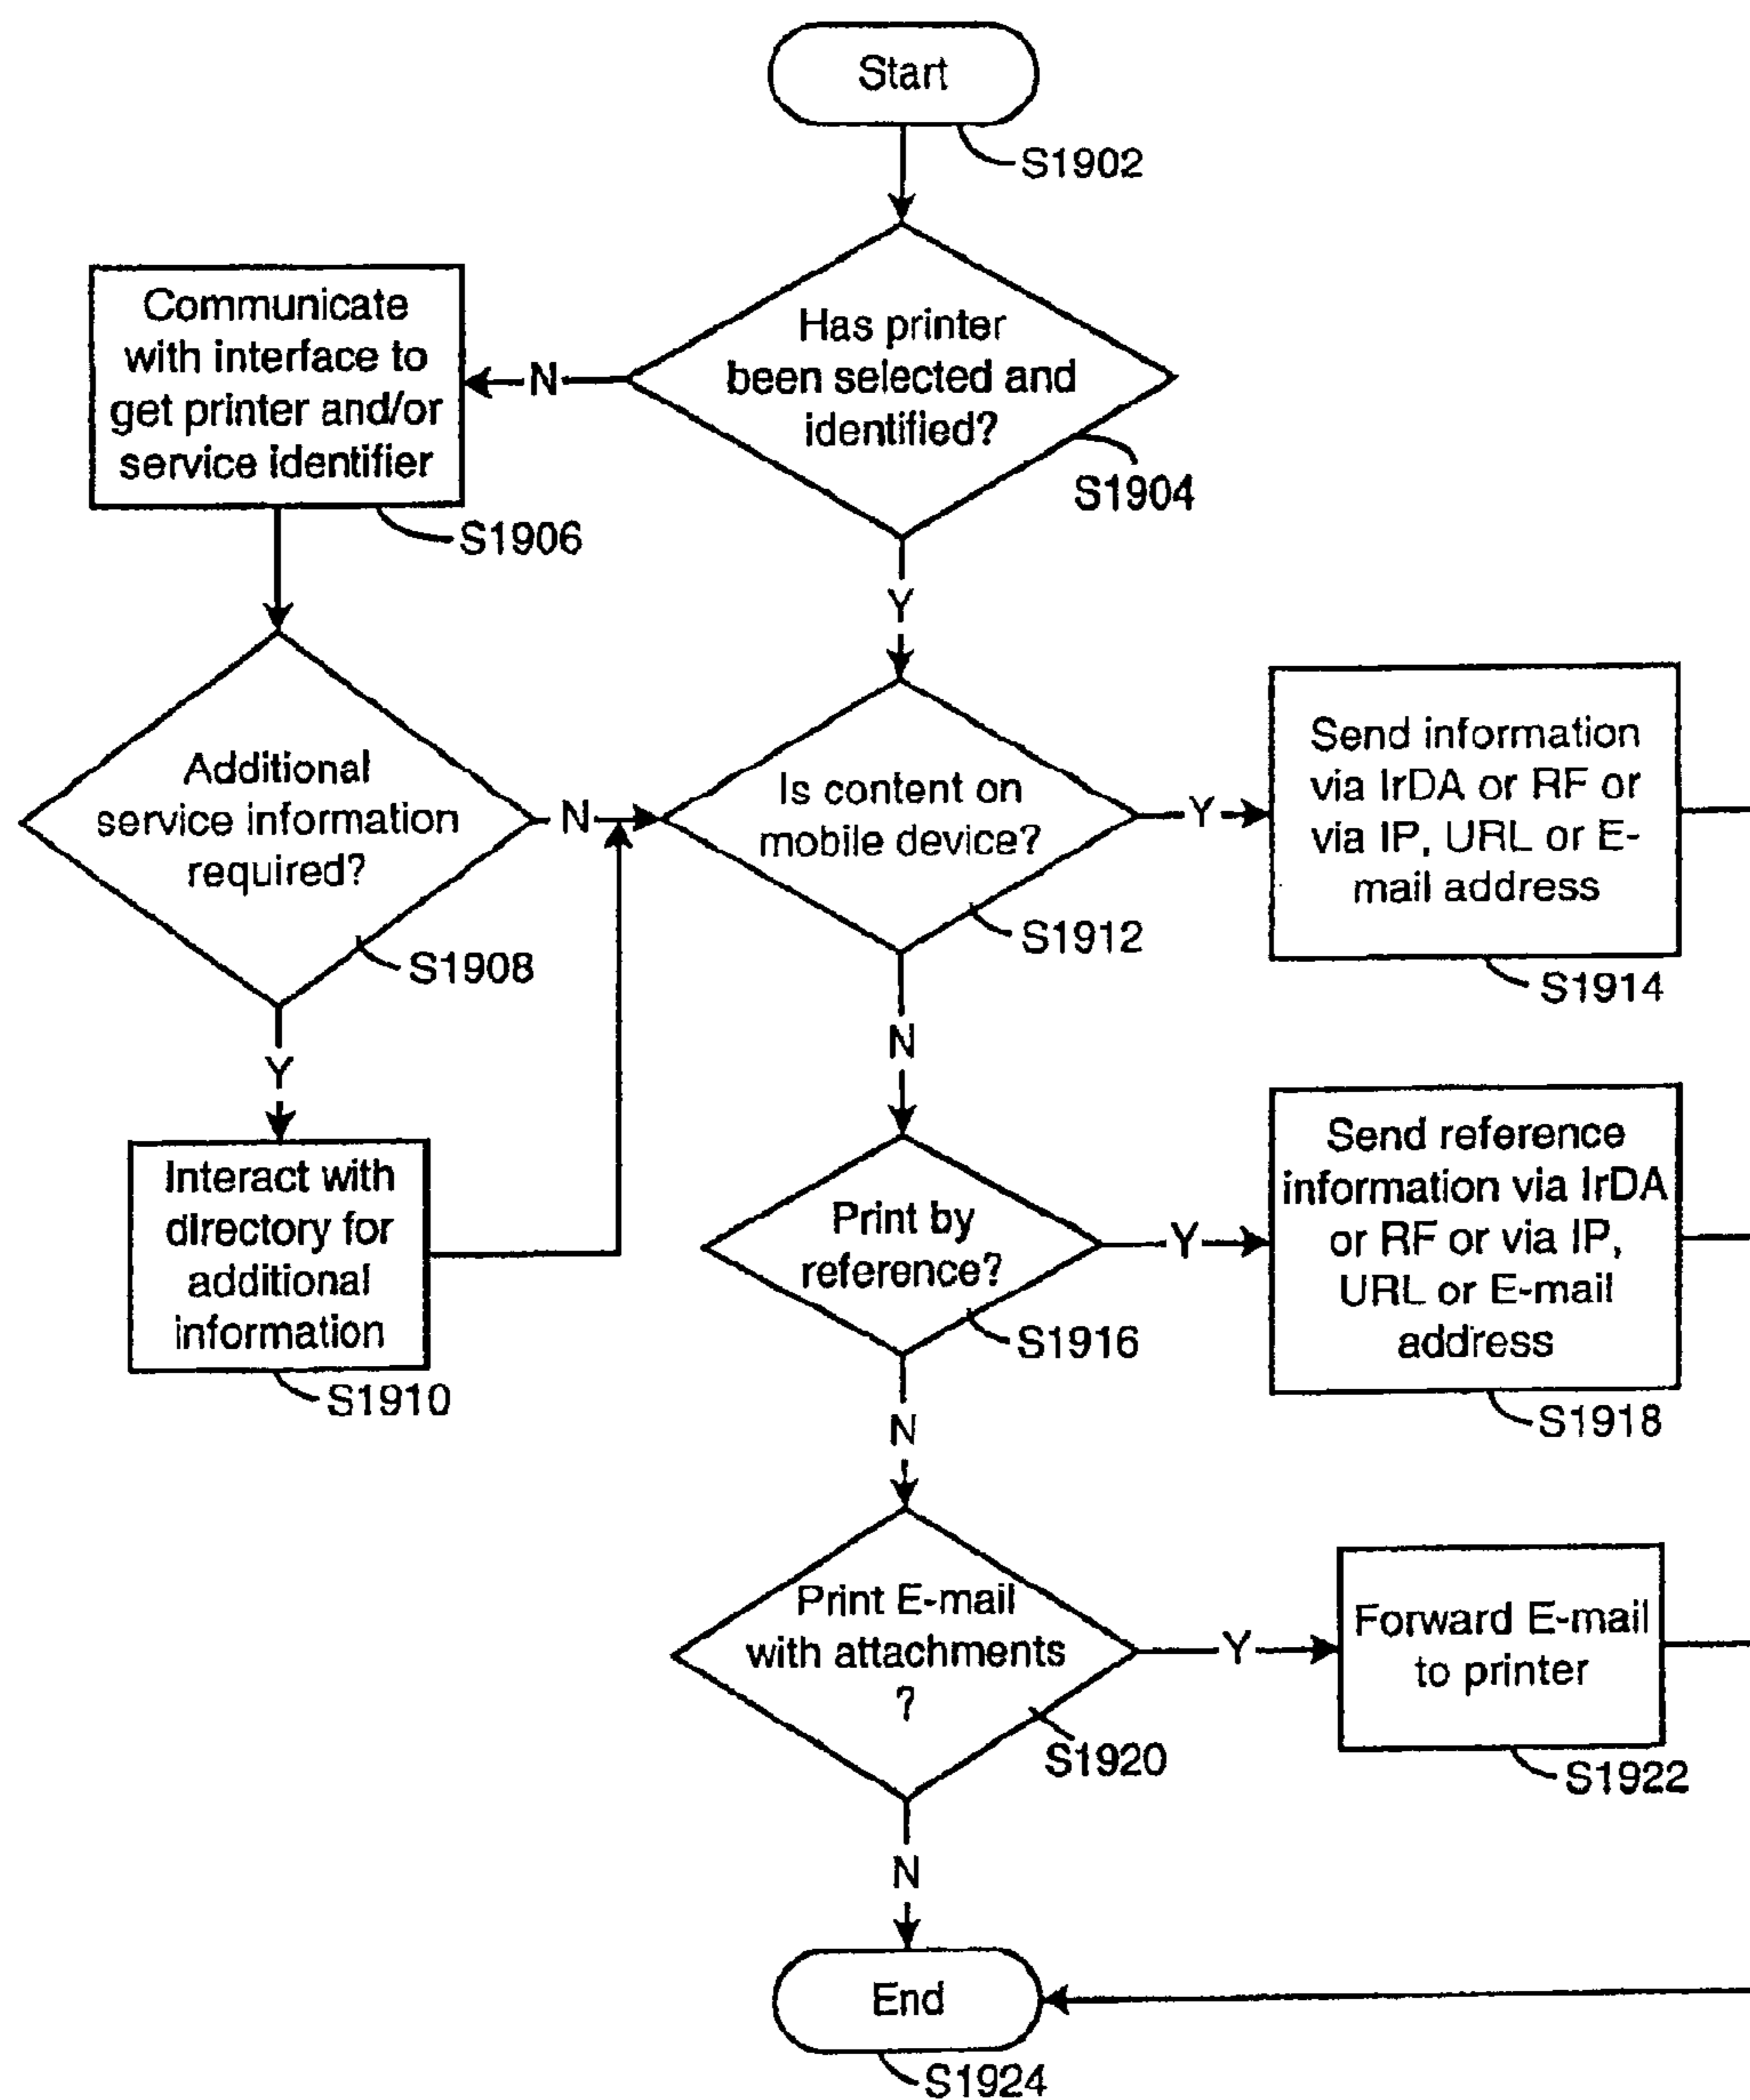 Start
S1902
Has printer
been selected and
identified?
S1904
N
Communicate
with interface to
get printer and/or
service identifier
S1906
Y
Additional
service information
required?
S1908
N
Is content on
mobile device?
S1912
Y
Send information
via IrDA or RF or
via IP, URL or E-
mail address
S1914
Y
Interact with
directory for
additional
information
S1910
N
Print by
reference?
S1916
Y
Send reference
information via IrDA
or RF or via IP,
URL or E-mail
address
S1918
N
Print E-mail
with attachments
?
S1920
Y
Forward E-mail
to printer
S1922
N
End
S1924